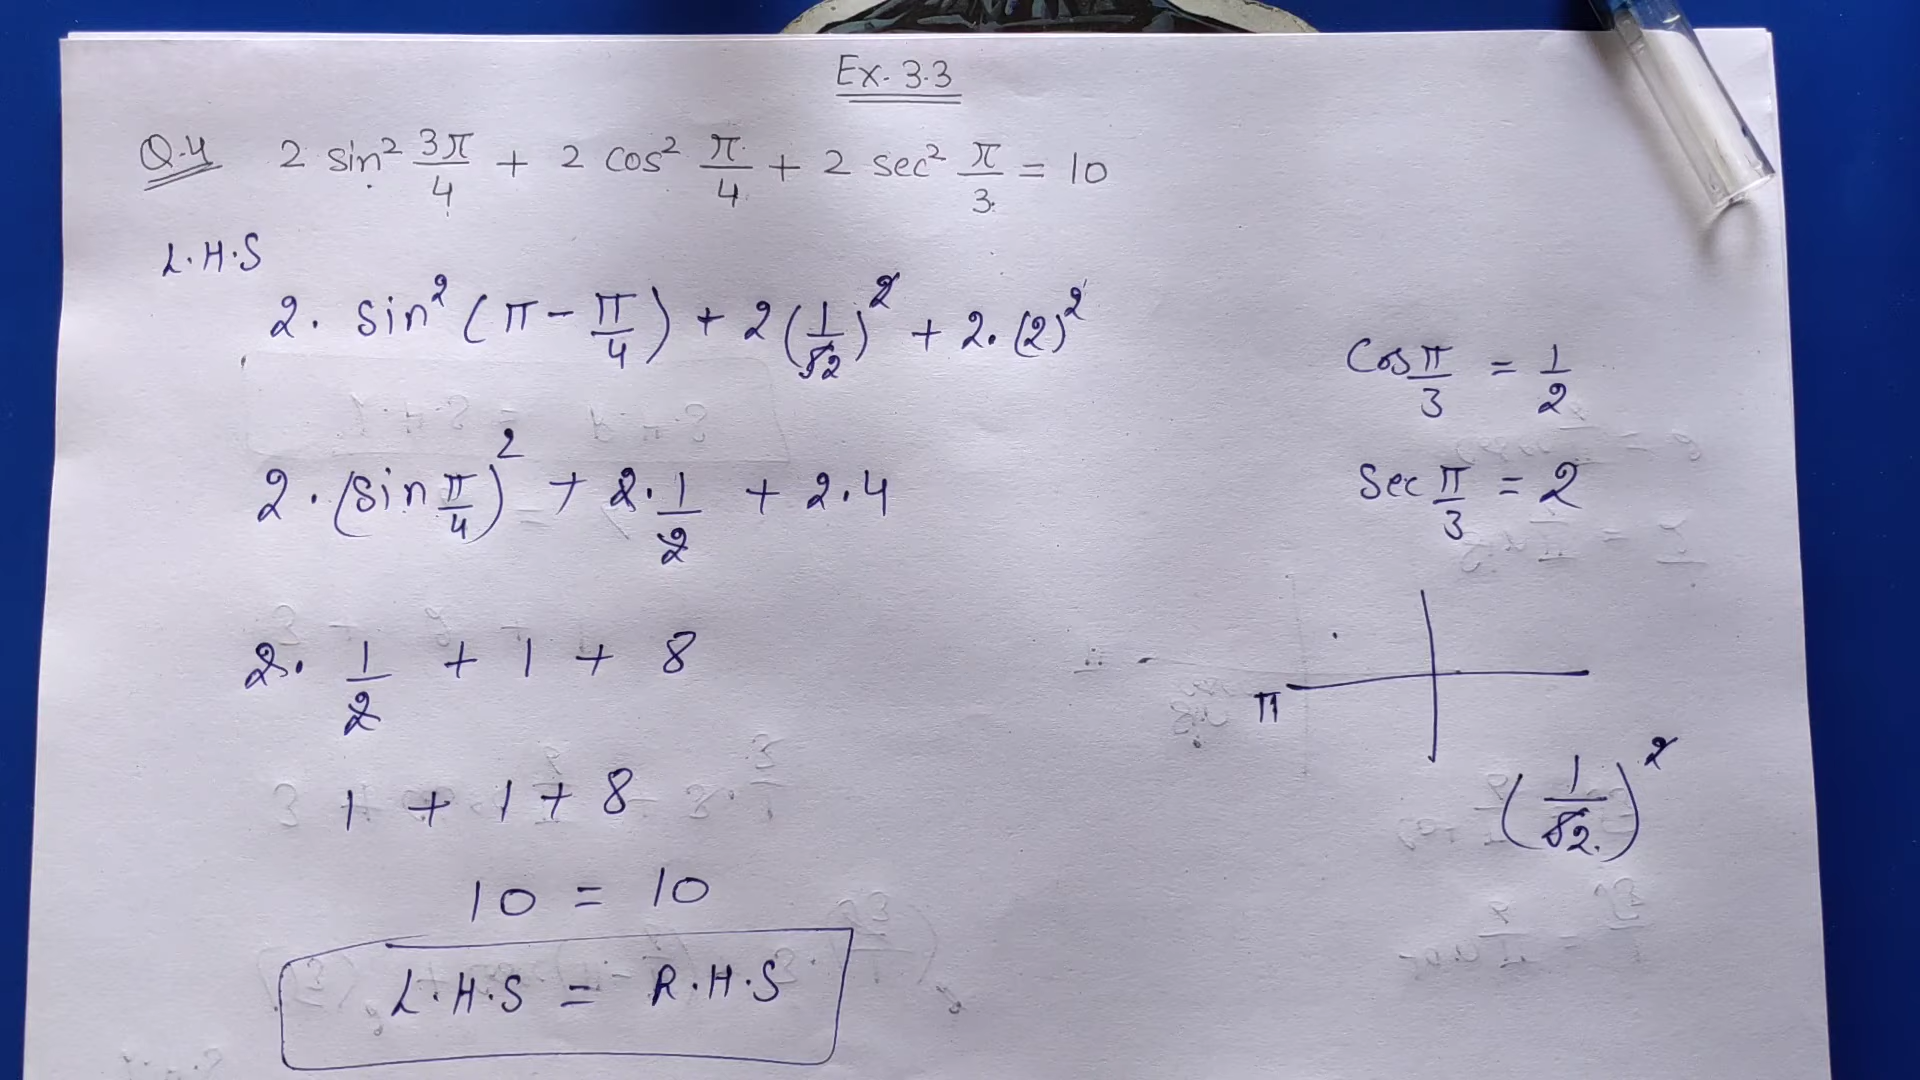 Ex. 3.3
Q.4 2 sin² 3π/4 + 2 cos² π/4 + 2 sec² π/3 = 10
L.H.S
2. sin² (π - π/4) + 2 (1/√2)² + 2. (2)²
cos π/3 = 1/2
2. (sin π/4)² + 2. 1/2 + 2.4
sec π/3 = 2
2. 1/2 + 1 + 8
π
(1/√2)²
1 + 1 + 8
10 = 10
L.H.S = R.H.S